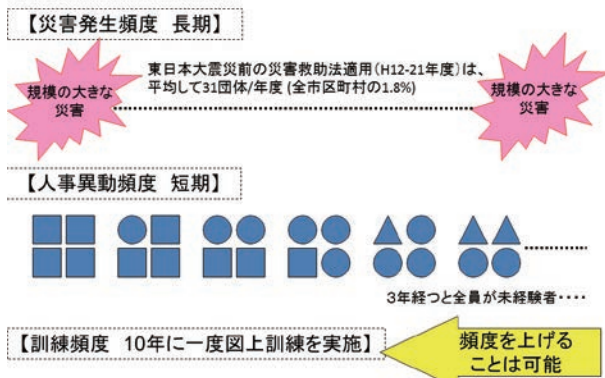 【災害発生頻度 長期】
規模の大きな
災害
東日本大震災前の災害救助法適用(H12-21年度)は、
平均して31団体/年度 (全市区町村の1.8%)
規模の大きな
災害
【人事異動頻度 短期】
3年経つと全員が未経験者････
【訓練頻度 10年に一度図上訓練を実施】
頻度を上げる
ことは可能